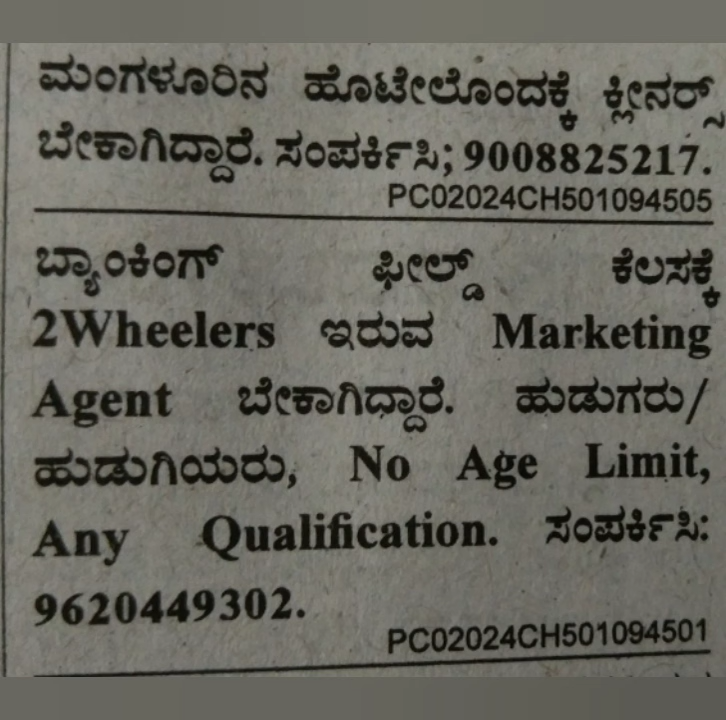 ಮಂಗಳೂರಿನ ಹೊಟೇಲೊಂದಕ್ಕೆ ಕ್ಲೀನರ್ಸ್
ಬೇಕಾಗಿದ್ದಾರೆ. ಸಂಪರ್ಕಿಸಿ; 9008825217.
PC02024CH501094505
ಬ್ಯಾಂಕಿಂಗ್ ಫೀಲ್ಡ್ ಕೆಲಸಕ್ಕೆ
2Wheelers ಇರುವ Marketing
Agent ಬೇಕಾಗಿಧ್ದಾರೆ. ಹುಡುಗರು/
ಹುಡುಗಿಯರು, No Age Limit,
Any Qualification. ಸಂಪರ್ಕಿಸಿ:
9620449302.
PC02024CH501094501